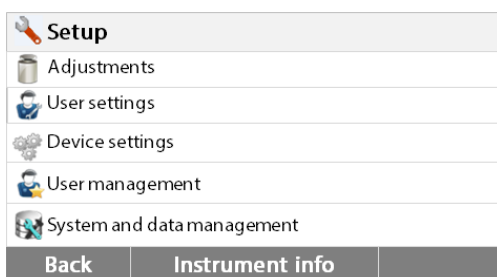 Setup
Adjustments
User settings
Device settings
User management
System and data management
Back Instrument info